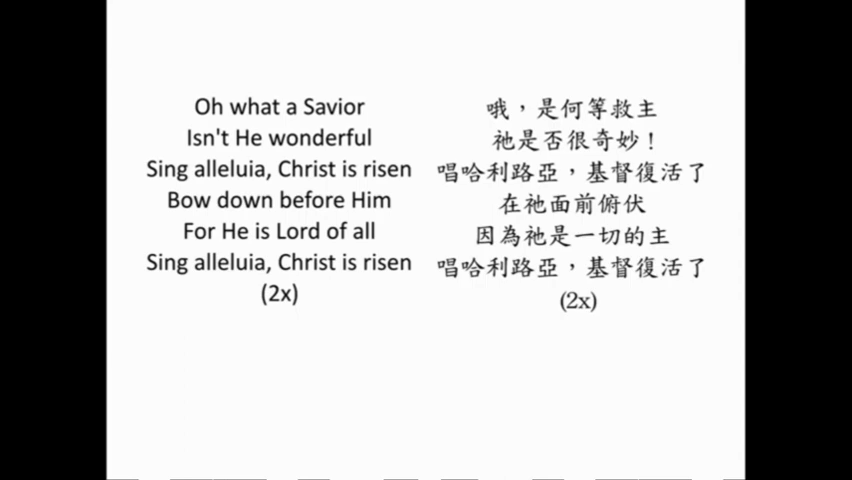 Oh what a Savior
Isn't He wonderful
Sing alleluia, Christ is risen
Bow down before Him
For He is Lord of all
Sing alleluia, Christ is risen
(2x)
哦，是何等救主
祂是否很奇妙！
唱哈利路亞，基督復活了
在祂面前俯伏
因為祂是一切的主
唱哈利路亞，基督復活了
(2x)